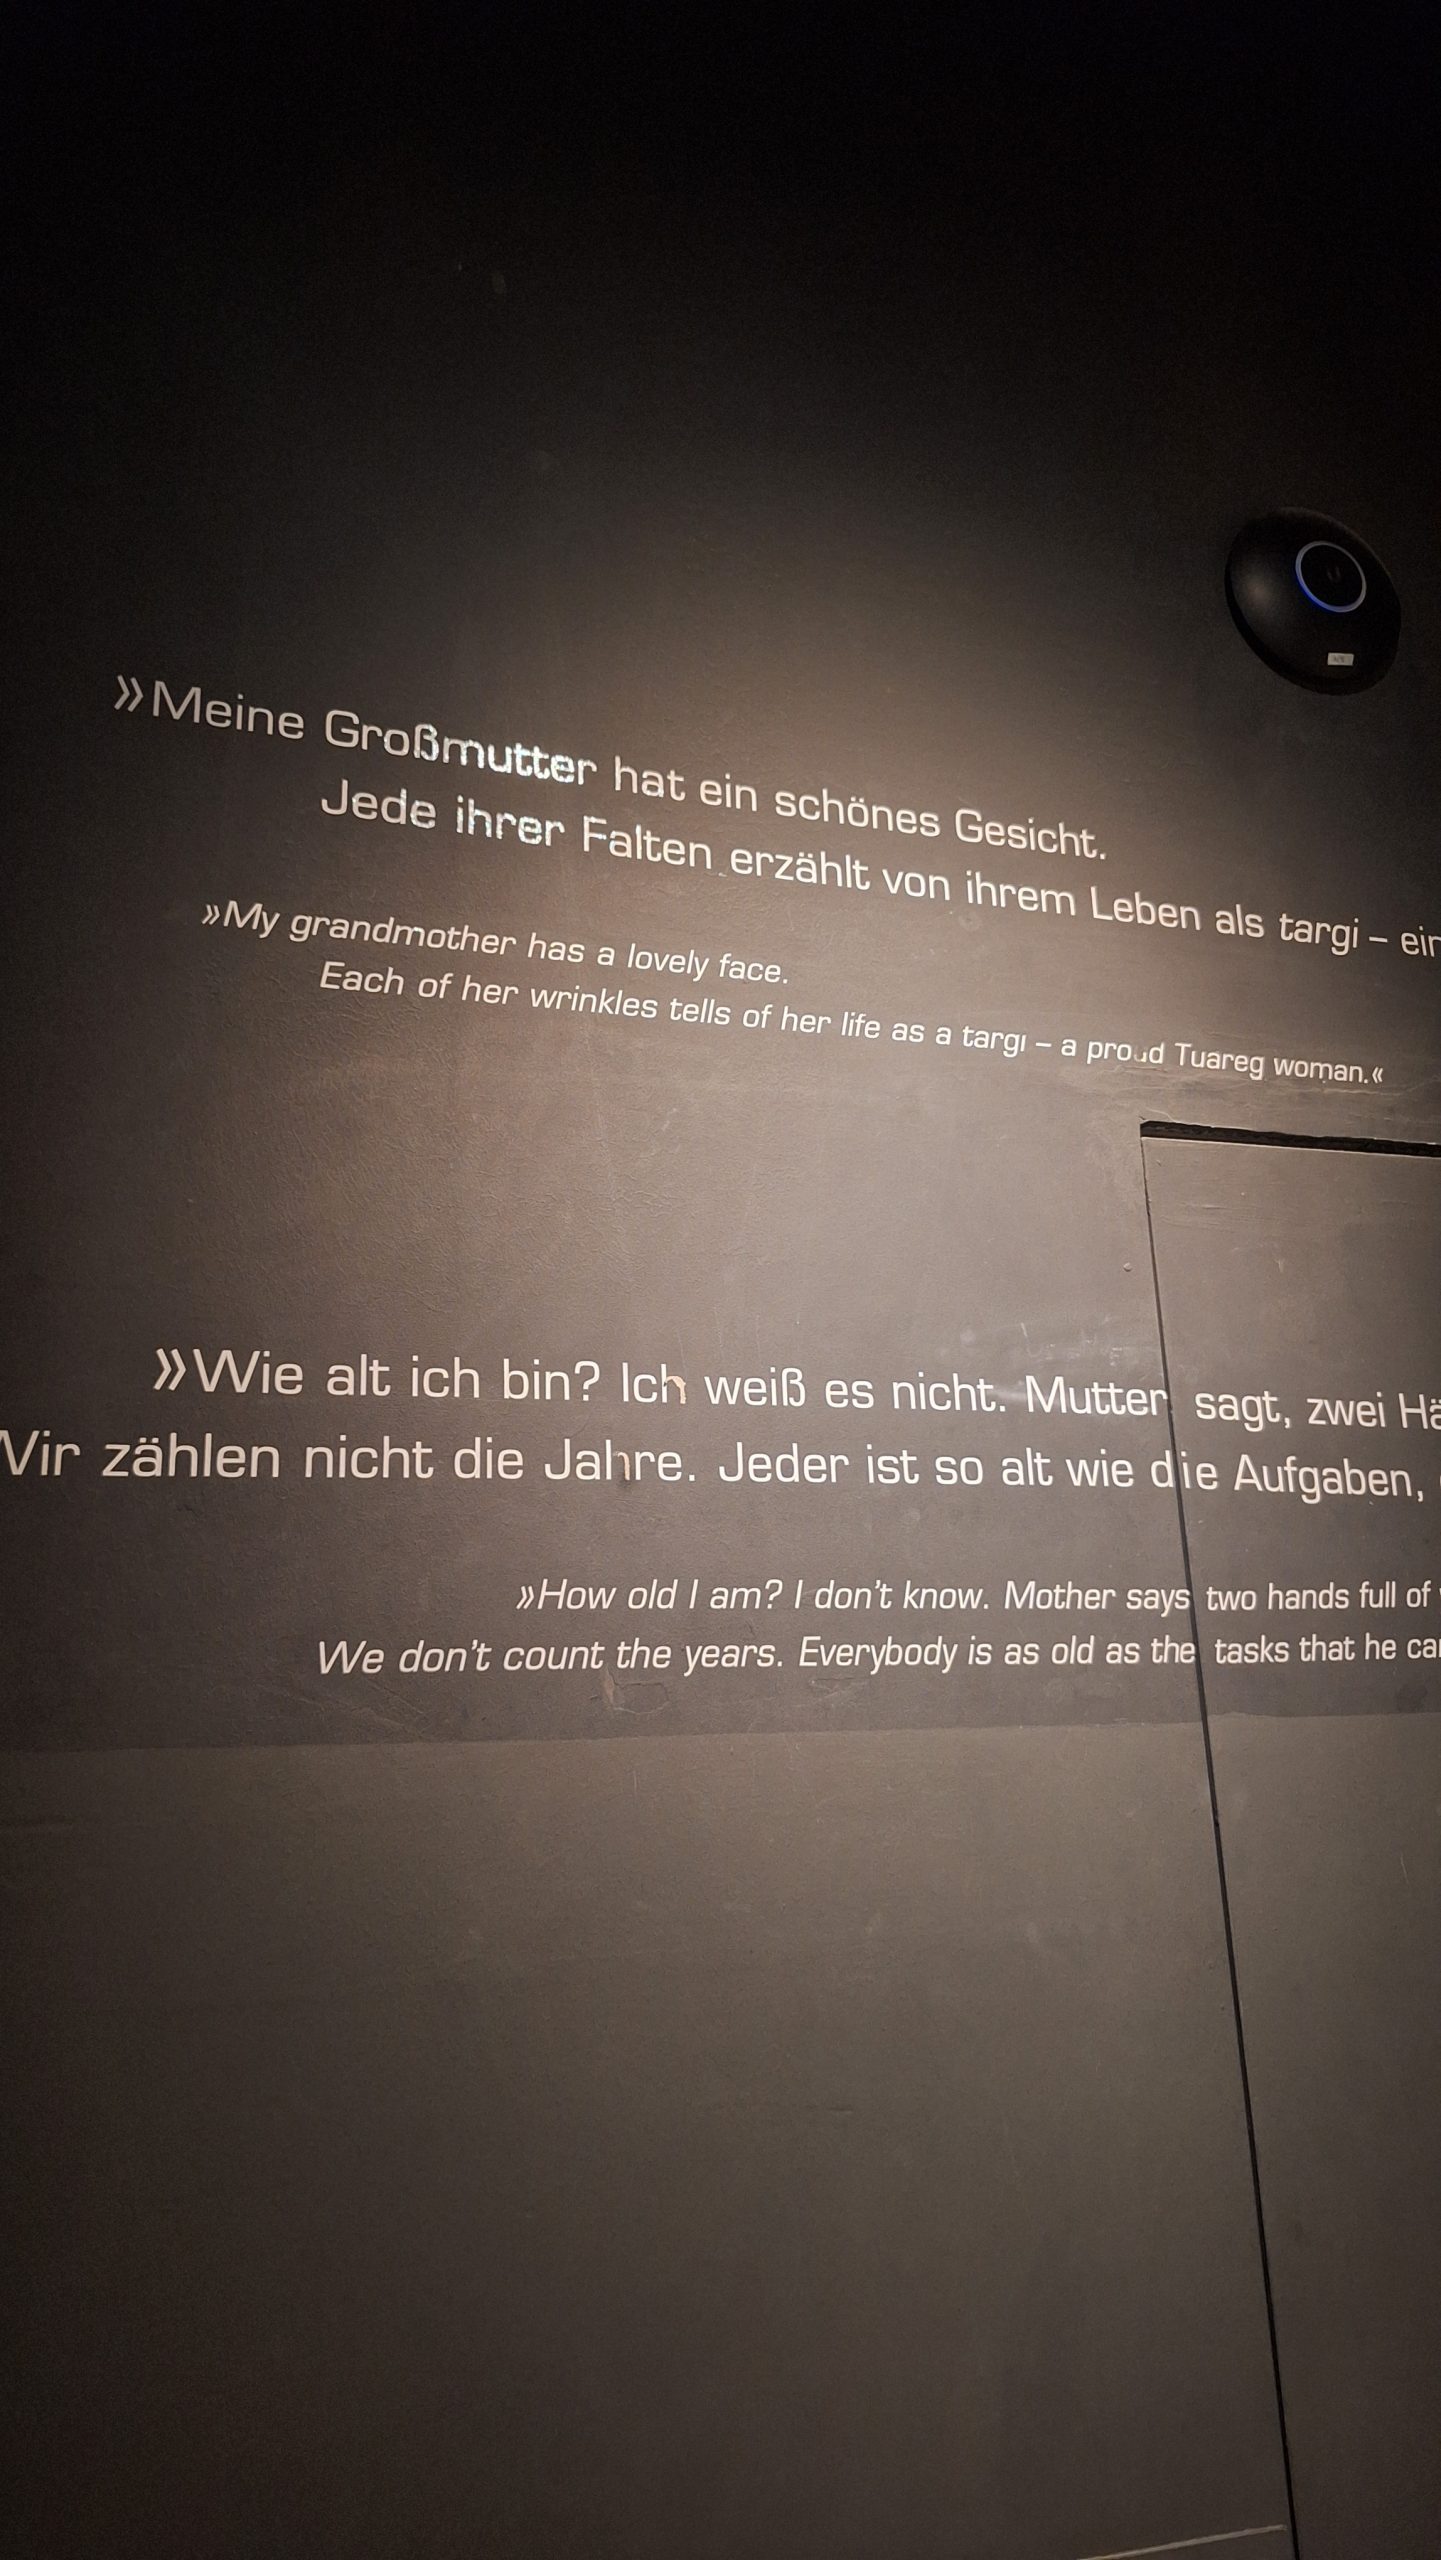 »Meine Großmutter hat ein schönes Gesicht.
Jede ihrer Falten erzählt von ihrem Leben als targi –
»My grandmother has a lovely face.
Each of her wrinkles tells of her life as a targi – a proud Tuareg woman.«
»Wie alt ich bin? Ich weiß es nicht. Mutter sagt, zwei
Wir zählen nicht die Jahre. Jeder ist so alt wie die Aufgaben,
»How old I am? I don't know. Mother says two hands full of
We don't count the years. Everybody is as old as the tasks that he